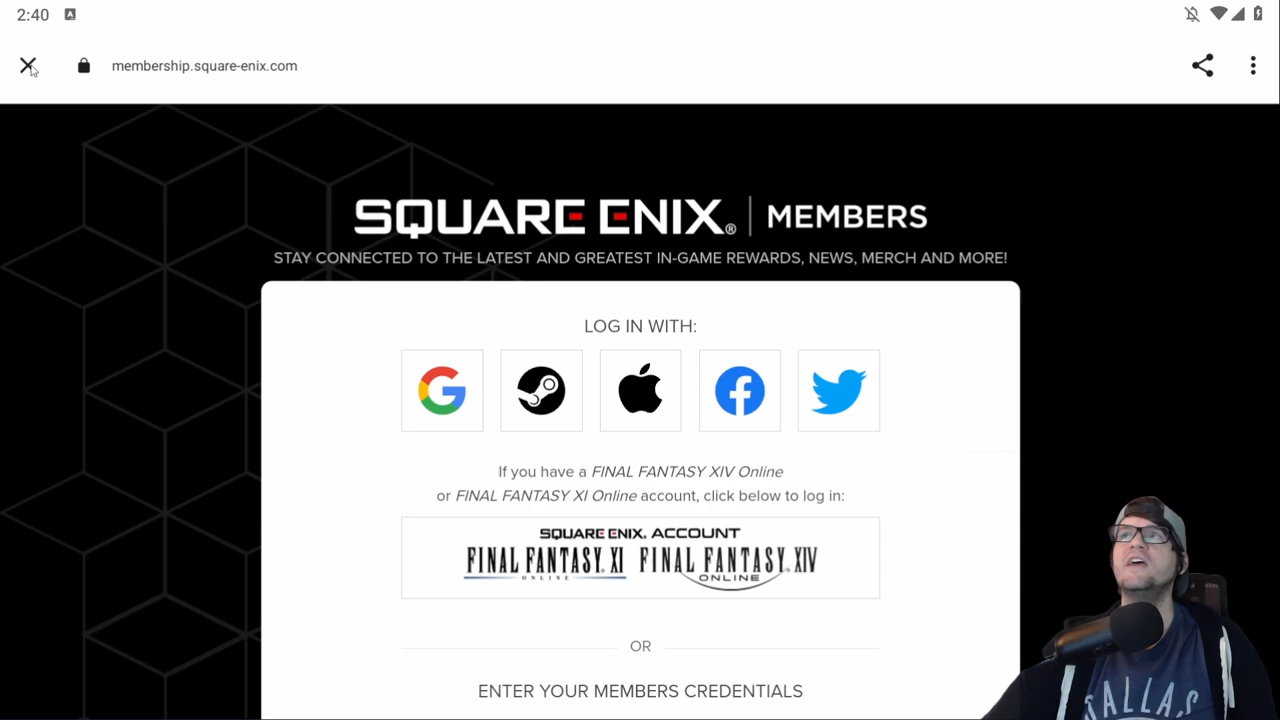 2:40 A
membership.square-enix.com
SQUARE ENIX® | MEMBERS
STAY CONNECTED TO THE LATEST AND GREATEST IN-GAME REWARDS, NEWS, MERCH AND MORE!
LOG IN WITH:
If you have a FINAL FANTASY XIV Online
or FINAL FANTASY XI Online account, click below to log in:
SQUARE ENIX. ACCOUNT
FINAL FANTASY XI ONLINE FINAL FANTASY XIV ONLINE
OR
ENTER YOUR MEMBERS CREDENTIALS
DALLAS